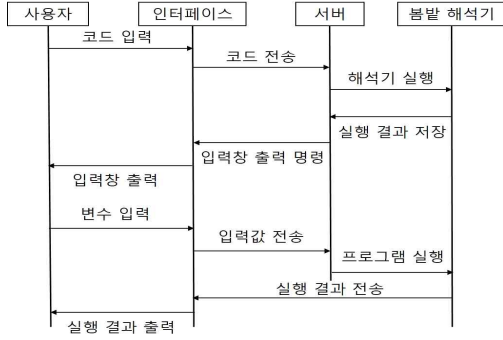 사용자
인터페이스
서버
봄밭 해석기
코드 입력
코드 전송
해석기 실행
실행 결과 저장
입력창 출력 명령
입력창 출력
변수 입력
입력값 전송
프로그램 실행
실행 결과 전송
실행 결과 출력